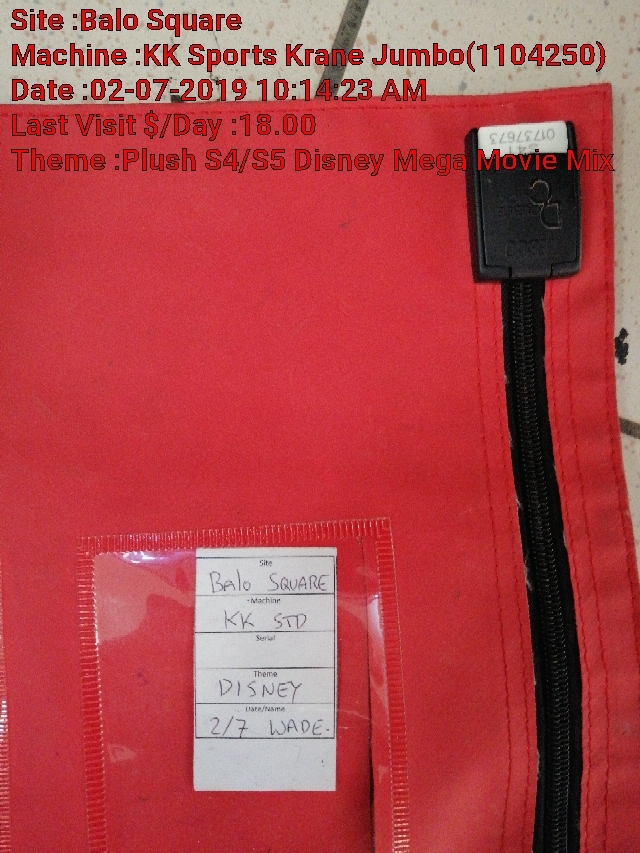 Site :Balo Square
Machine :KK Sports Krane Jumbo(1104250)
Date :02-07-2019 10:14:23 AM
Last Visit $/Day :18.00
Theme :Plush S4/S5 Disney Mega Movie Mix
01737673
Site
Balo SQUARE
Machine
KK STD
Serial
Theme
DISNEY
Date/Name
2/7 WADE.